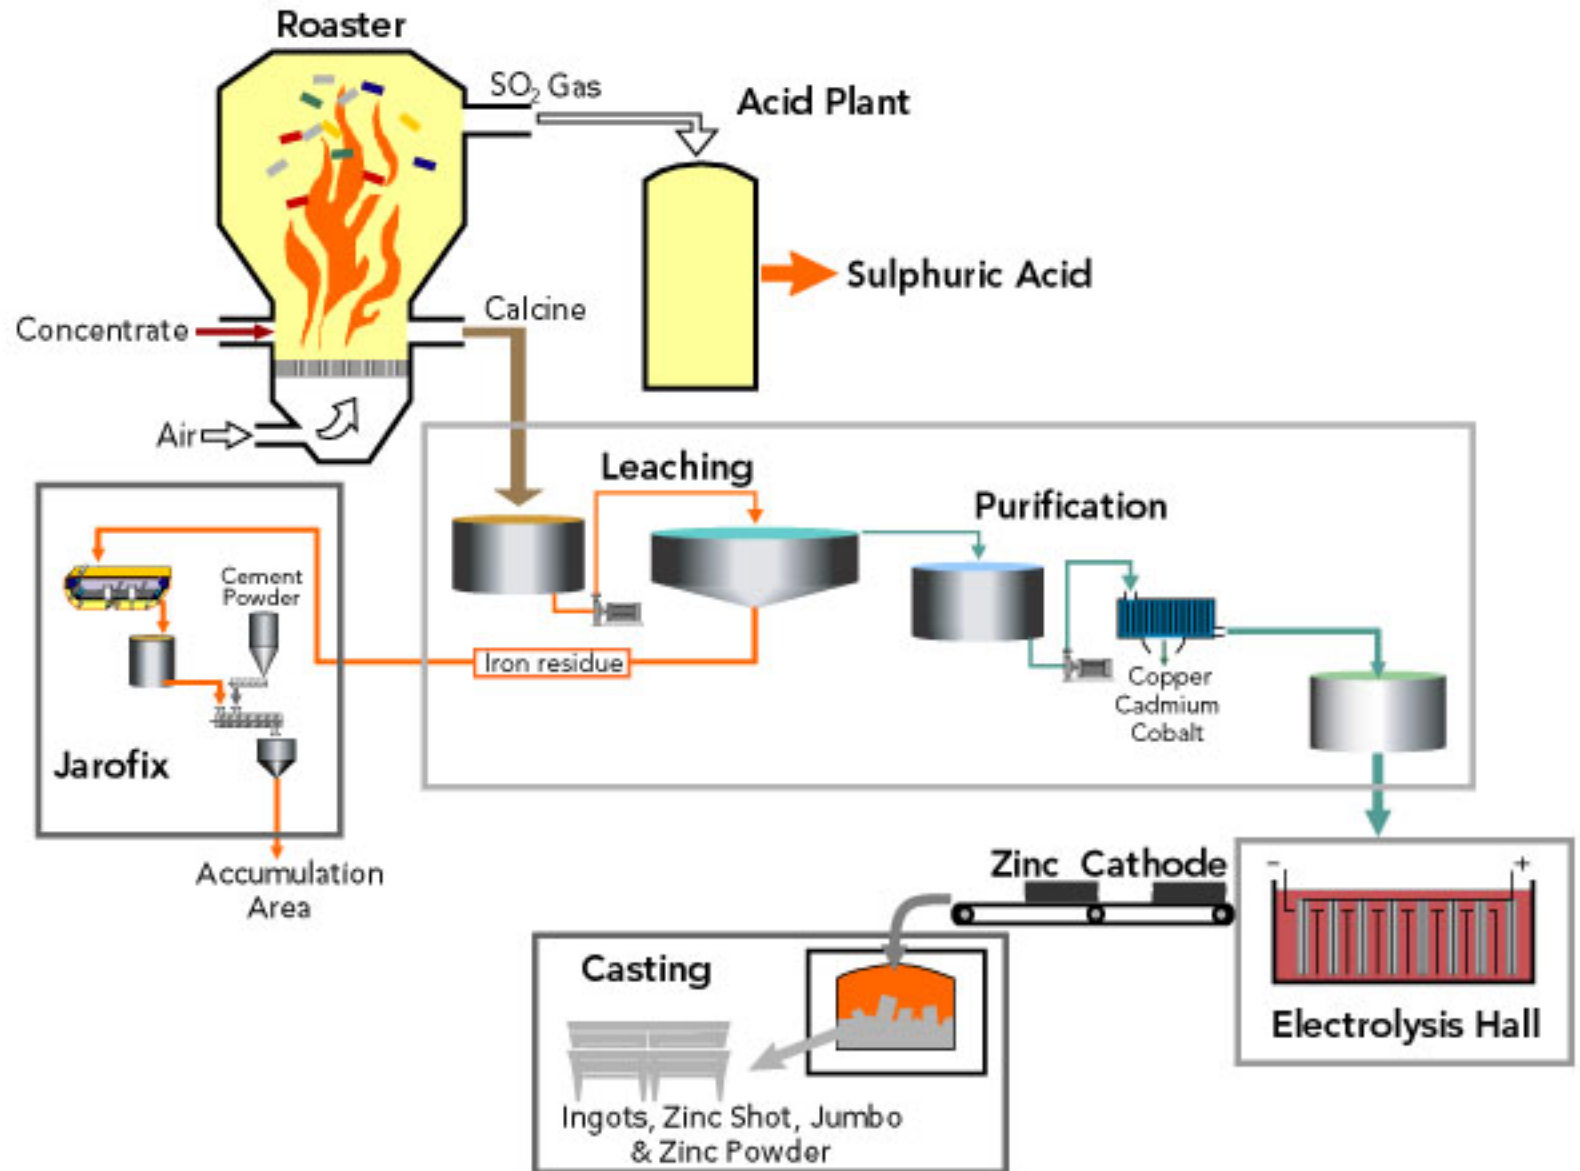 Roaster
SO₂ Gas
Acid Plant
Sulphuric Acid
Calcine
Concentrate
Air
Leaching
Purification
Cement
Powder
Iron residue
Copper
Cadmium
Cobalt
Jarofix
Accumulation
Area
Zinc Cathode
- +
Casting
Electrolysis Hall
Ingots, Zinc Shot, Jumbo
& Zinc Powder